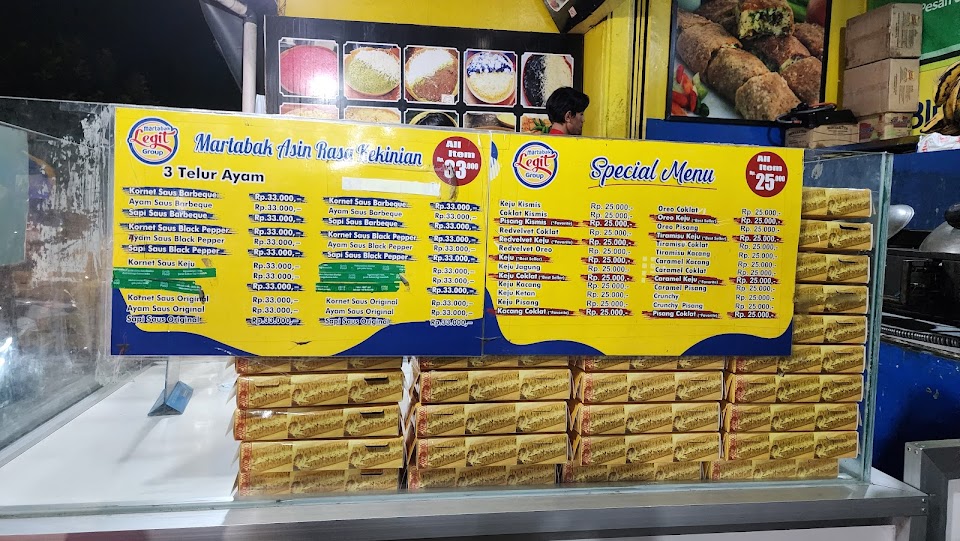 Pesan
Martabak
Legit
Group
Martabak Asin Rasa Kekinian
All
Item
Rp. 33.000
3 Telur Ayam
Kornet Saus Barbeque Rp.33.000,-
Ayam Saus Barbeque Rp.33.000,-
Sapi Saus Barbeque Rp.33.000,-
Kornet Saus Black Pepper Rp.33.000,-
Ayam Saus Black Pepper Rp.33.000,-
Sapi Saus Black Pepper Rp.33.000,-
Kornet Saus Keju Rp.33.000,-
Rp.33.000,-
Rp.33.000,-
Kornet Saus Original Rp.33.000,-
Ayam Saus Original Rp.33.000,-
Sapi Saus Original Rp.33.000,-
Kornet Saus Barbeque Rp.33.000,-
Ayam Saus Barbeque Rp.33.000,-
Sapi Saus Barbeque Rp.33.000,-
Kornet Saus Black Pepper Rp.33.000,-
Ayam Saus Black Pepper Rp.33.000,-
Sapi Saus Black Pepper Rp.33.000,-
Rp.33.000,-
Rp.33.000,-
Rp.33.000,-
Kornet Saus Original Rp.33.000,-
Ayam Saus Original Rp.33.000,-
Sapi Saus Original Rp.33.000,-
Martabak
Legit
Group
Special Menu
All
Item
Rp. 25.000
Keju Kismis Rp. 25.000,-
Coklat Kismis Rp. 25.000,-
Pisang Kismis (*Favorite) Rp. 25.000,-
Redvelvet Coklat Rp. 25.000,-
Redvelvet Keju (*Favorite) Rp. 25.000,-
Redvelvet Oreo Rp. 25.000,-
Keju (*Best Seller) Rp. 25.000,-
Keju Jagung Rp. 25.000,-
Keju Coklat (*Best Seller) Rp. 25.000,-
Keju Kacang Rp. 25.000,-
Keju Ketan Rp. 25.000,-
Keju Pisang Rp. 25.000,-
Kacang Coklat (*Favorite) Rp. 25.000,-
Oreo Coklat Rp. 25.000,-
Oreo Keju (*Best Seller) Rp. 25.000,-
Oreo Pisang Rp. 25.000,-
Tiramisu Keju (*Best Seller) Rp. 25.000,-
Tiramisu Coklat Rp. 25.000,-
Tiramisu Kacang Rp. 25.000,-
Caramel Kacang Rp. 25.000,-
Caramel Coklat Rp. 25.000,-
Caramel Keju (*Favorite) Rp. 25.000,-
Caramel Pisang Rp. 25.000,-
Crunchy Rp. 25.000,-
Crunchy Pisang Rp. 25.000,-
Pisang Coklat (*Favorite) Rp. 25.000,-